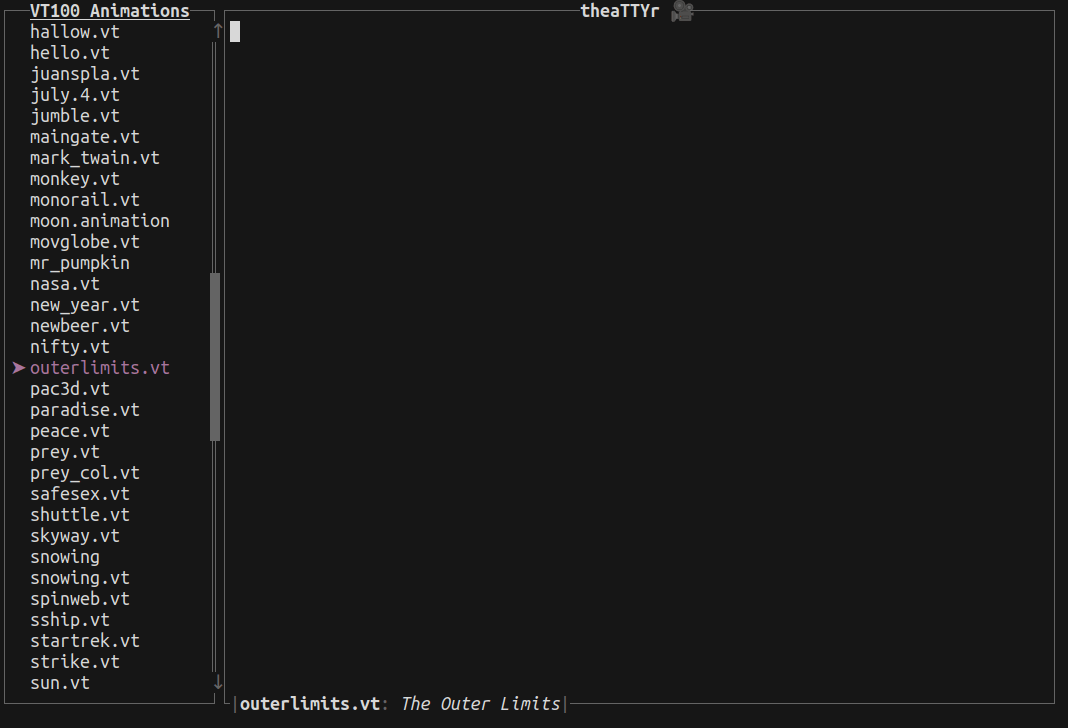 VT100 Animations
hallow.vt
hello.vt
juanspla.vt
july.4.vt
jumble.vt
maingate.vt
mark_twain.vt
monkey.vt
monorail.vt
moon.animation
movglobe.vt
mr_pumpkin
nasa.vt
new_year.vt
newbeer.vt
nifty.vt
➤outerlimits.vt
pac3d.vt
paradise.vt
peace.vt
prey.vt
prey_col.vt
safesex.vt
shuttle.vt
skyway.vt
snowing
snowing.vt
spinweb.vt
sship.vt
startrek.vt
strike.vt
sun.vt
theaTTYr 🎥
|outerlimits.vt: The Outer Limits|